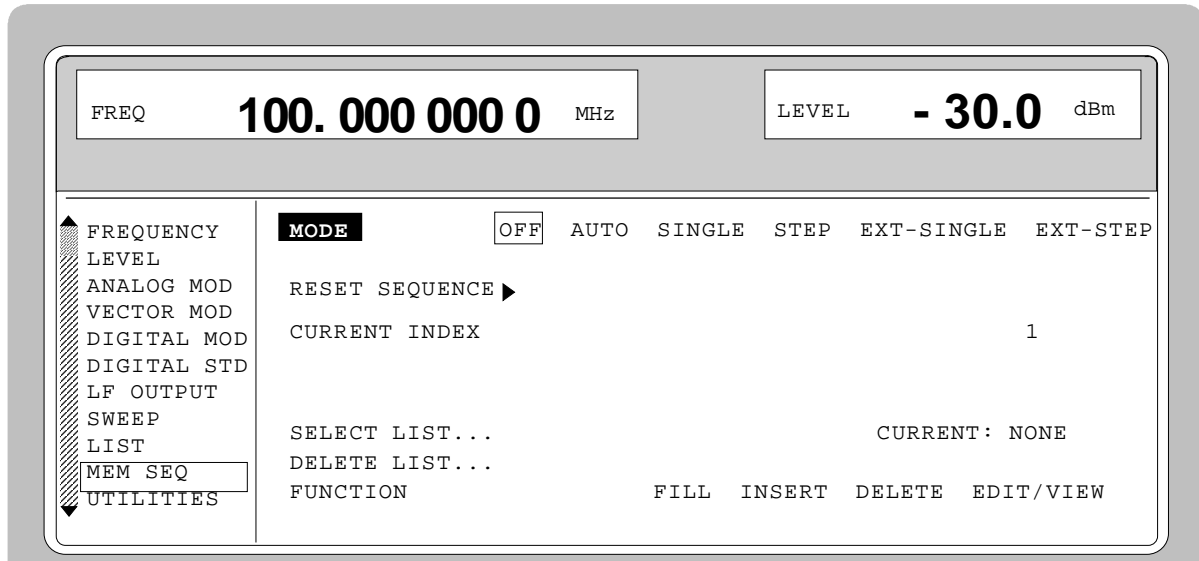 FREQ 100. 000 000 0 MHz LEVEL - 30.0 dBm
FREQUENCY
LEVEL
ANALOG MOD
VECTOR MOD
DIGITAL MOD
DIGITAL STD
LF OUTPUT
SWEEP
LIST
MEM SEQ
UTILITIES
MODE OFF AUTO SINGLE STEP EXT-SINGLE EXT-STEP
RESET SEQUENCE
CURRENT INDEX 1
SELECT LIST... CURRENT: NONE
DELETE LIST...
FUNCTION FILL INSERT DELETE EDIT/VIEW